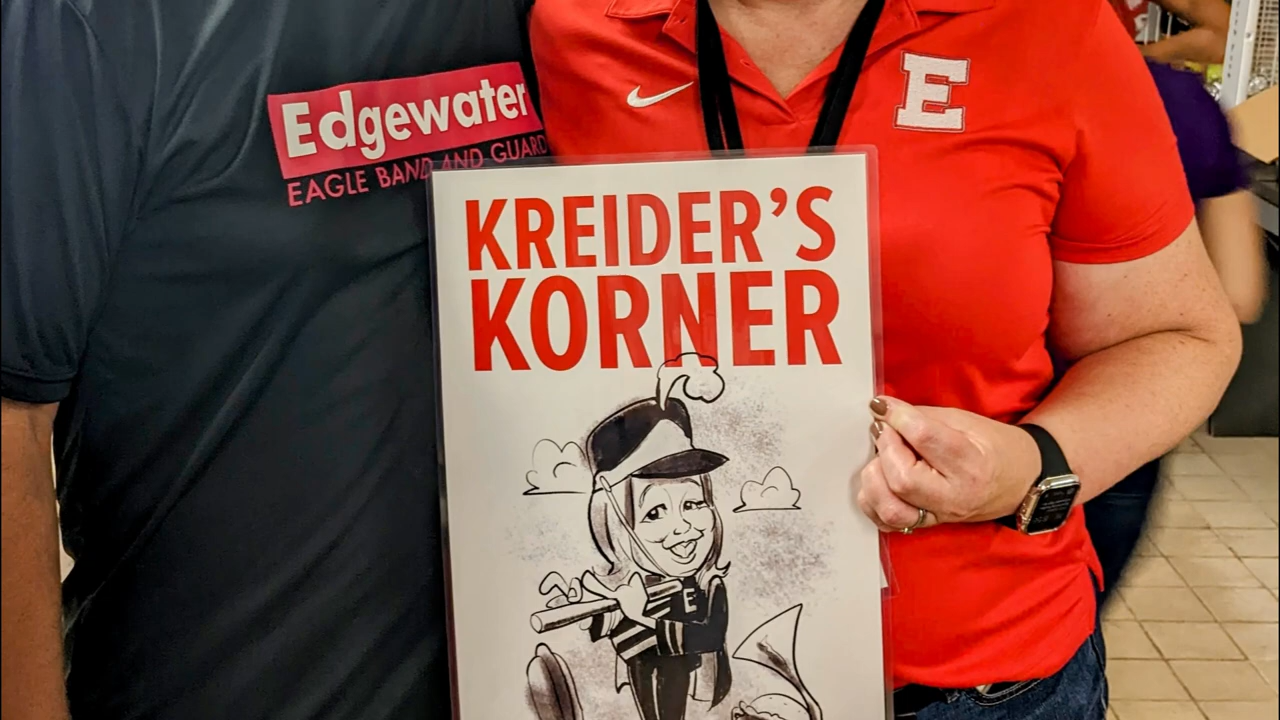 Edgewater
EAGLE BAND AND GUARD
E
KREIDER'S
KORNER
E